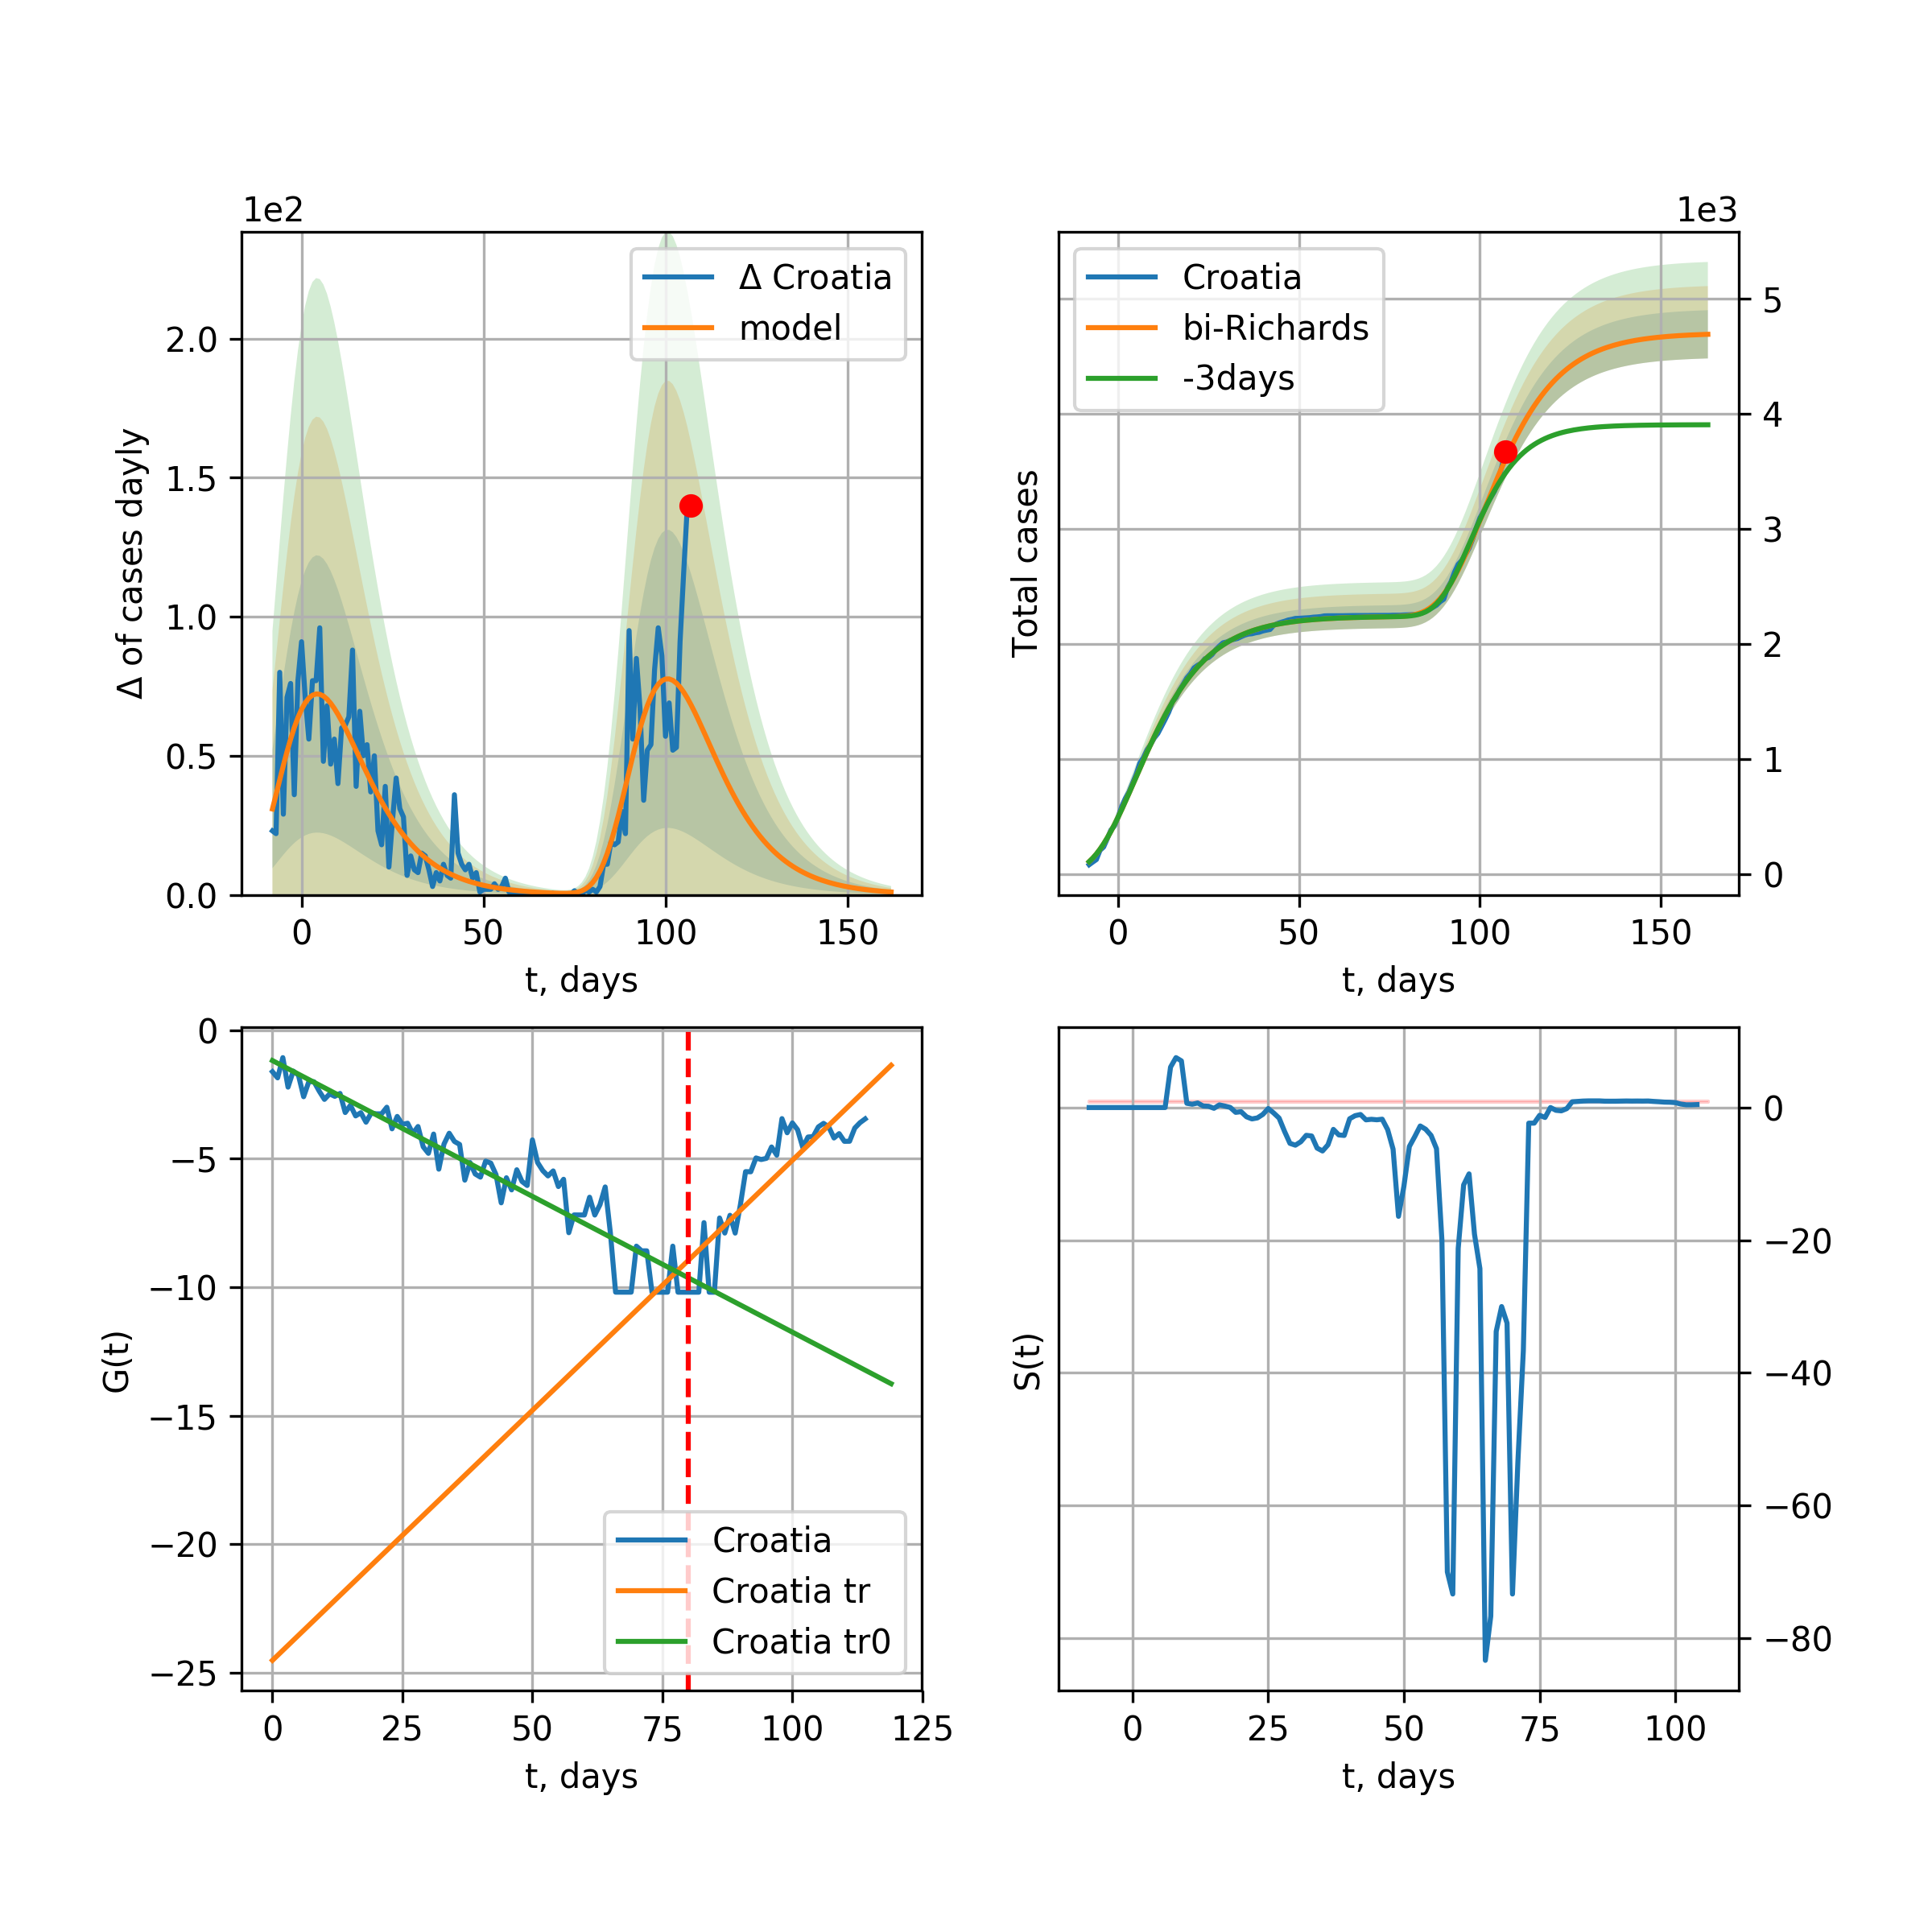 1e2
Δ Croatia
model
2.0
1.5
1.0
0.5
0.0
0 50 100 150
t, days
Δ of cases dayly
1e3
Croatia
bi-Richards
-3days
5
4
3
2
1
0
0 50 100 150
t, days
Total cases
0
−5
−10
−15
−20
−25
Croatia
Croatia tr
Croatia tr0
0 25 50 75 100 125
t, days
G(t)
0
−20
−40
−60
−80
0 25 50 75 100
t, days
S(t)